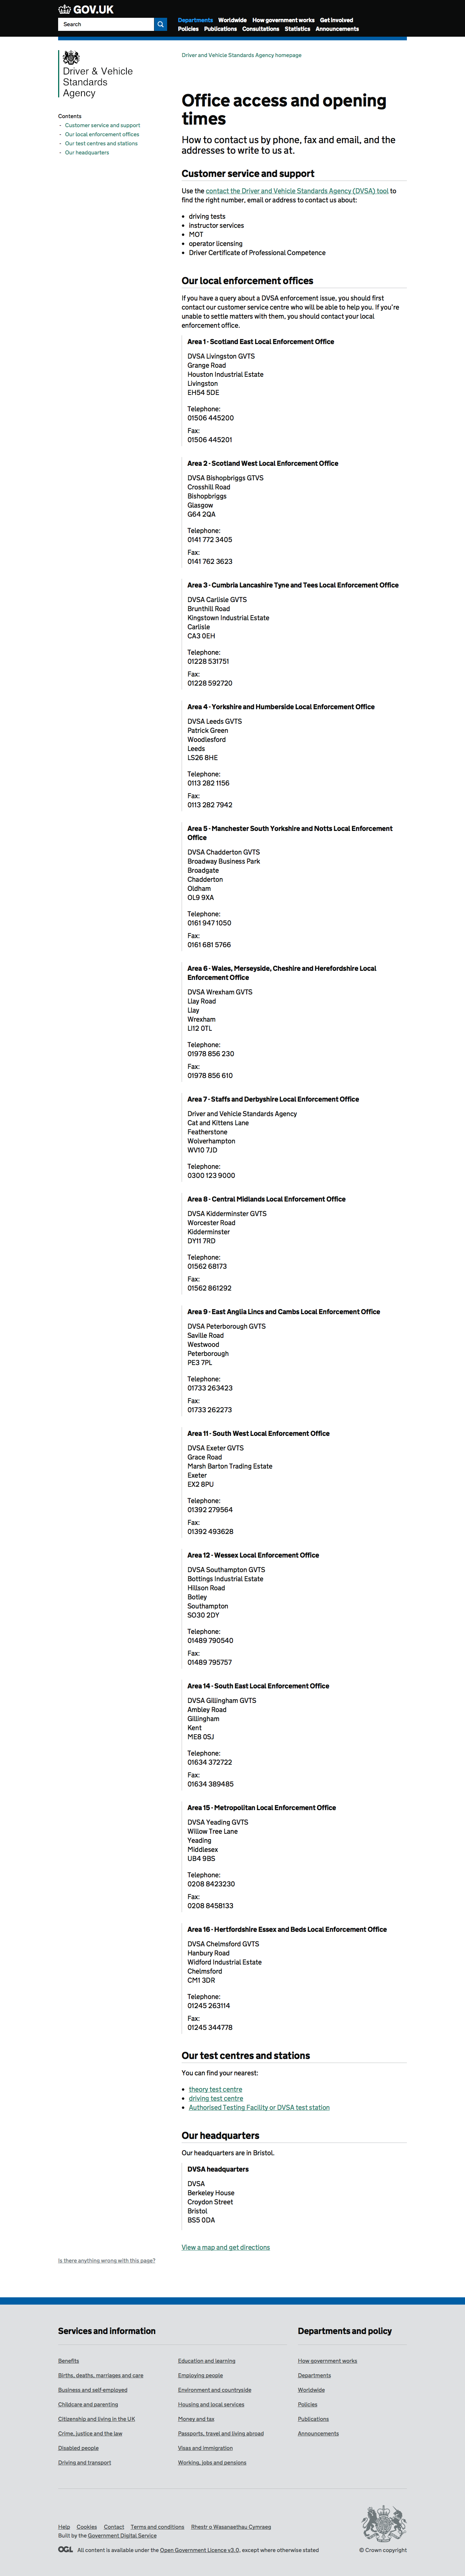 GOV.UK
Search
Departments Worldwide How government works Get involved
Policies Publications Consultations Statistics Announcements
Driver & Vehicle
Standards
Agency
Driver and Vehicle Standards Agency homepage
Contents
- Customer service and support
- Our local enforcement offices
- Our test centres and stations
- Our headquarters
Office access and opening
times
How to contact us by phone, fax and email, and the
addresses to write to us at.
Customer service and support
Use the contact the Driver and Vehicle Standards Agency (DVSA) tool to
find the right number, email or address to contact us about:
• driving tests
• instructor services
• MOT
• operator licensing
• Driver Certificate of Professional Competence
Our local enforcement offices
If you have a query about a DVSA enforcement issue, you should first
contact our customer service centre who will be able to help you. If you're
unable to settle matters with them, you should contact your local
enforcement office.
Area 1 - Scotland East Local Enforcement Office
DVSA Livingston GVTS
Grange Road
Houston Industrial Estate
Livingston
EH54 5DE
Telephone:
01506 445200
Fax:
01506 445201
Area 2 - Scotland West Local Enforcement Office
DVSA Bishopbriggs GTVS
Crosshill Road
Bishopbriggs
Glasgow
G64 2QA
Telephone:
0141 772 3405
Fax:
0141 762 3623
Area 3 - Cumbria Lancashire Tyne and Tees Local Enforcement Office
DVSA Carlisle GVTS
Brunthill Road
Kingstown Industrial Estate
Carlisle
CA3 0EH
Telephone:
01228 531751
Fax:
01228 592720
Area 4 - Yorkshire and Humberside Local Enforcement Office
DVSA Leeds GVTS
Patrick Green
Woodlesford
Leeds
LS26 8HE
Telephone:
0113 282 1156
Fax:
0113 282 7942
Area 5 - Manchester South Yorkshire and Notts Local Enforcement
Office
DVSA Chadderton GVTS
Broadway Business Park
Broadgate
Chadderton
Oldham
OL9 9XA
Telephone:
0161 947 1050
Fax:
0161 681 5766
Area 6 - Wales, Merseyside, Cheshire and Herefordshire Local
Enforcement Office
DVSA Wrexham GVTS
Llay Road
Llay
Wrexham
Ll12 0TL
Telephone:
01978 856 230
Fax:
01978 856 610
Area 7 - Staffs and Derbyshire Local Enforcement Office
Driver and Vehicle Standards Agency
Cat and Kittens Lane
Featherstone
Wolverhampton
WV10 7JD
Telephone:
0300 123 9000
Area 8 - Central Midlands Local Enforcement Office
DVSA Kidderminster GVTS
Worcester Road
Kidderminster
DY11 7RD
Telephone:
01562 68173
Fax:
01562 861292
Area 9 - East Anglia Lincs and Cambs Local Enforcement Office
DVSA Peterborough GVTS
Saville Road
Westwood
Peterborough
PE3 7PL
Telephone:
01733 263423
Fax:
01733 262273
Area 11 - South West Local Enforcement Office
DVSA Exeter GVTS
Grace Road
Marsh Barton Trading Estate
Exeter
EX2 8PU
Telephone:
01392 279564
Fax:
01392 493628
Area 12 - Wessex Local Enforcement Office
DVSA Southampton GVTS
Bottings Industrial Estate
Hillson Road
Botley
Southampton
SO30 2DY
Telephone:
01489 790540
Fax:
01489 795757
Area 14 - South East Local Enforcement Office
DVSA Gillingham GVTS
Ambley Road
Gillingham
Kent
ME8 0SJ
Telephone:
01634 372722
Fax:
01634 389485
Area 15 - Metropolitan Local Enforcement Office
DVSA Yeading GVTS
Willow Tree Lane
Yeading
Middlesex
UB4 9BS
Telephone:
0208 8423230
Fax:
0208 8458133
Area 16 - Hertfordshire Essex and Beds Local Enforcement Office
DVSA Chelmsford GVTS
Hanbury Road
Widford Industrial Estate
Chelmsford
CM1 3DR
Telephone:
01245 263114
Fax:
01245 344778
Our test centres and stations
You can find your nearest:
• theory test centre
• driving test centre
• Authorised Testing Facility or DVSA test station
Our headquarters
Our headquarters are in Bristol.
DVSA headquarters
DVSA
Berkeley House
Croydon Street
Bristol
BS5 0DA
View a map and get directions
Is there anything wrong with this page?
Services and information
Benefits
Births, deaths, marriages and care
Business and self-employed
Childcare and parenting
Citizenship and living in the UK
Crime, justice and the law
Disabled people
Driving and transport
Education and learning
Employing people
Environment and countryside
Housing and local services
Money and tax
Passports, travel and living abroad
Visas and immigration
Working, jobs and pensions
Departments and policy
How government works
Departments
Worldwide
Policies
Publications
Announcements
Help Cookies Contact Terms and conditions Rhestr o Wasanaethau Cymraeg
Built by the Government Digital Service
OGL All content is available under the Open Government Licence v3.0, except where otherwise stated
© Crown copyright